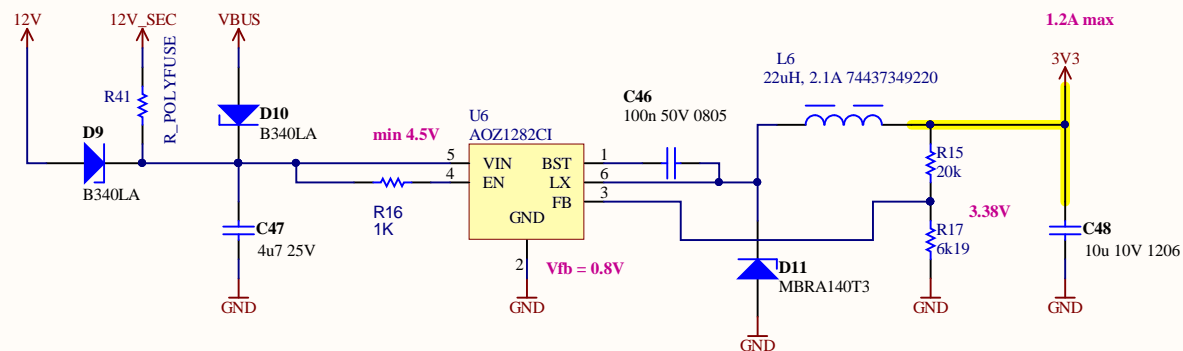 12V
12V_SEC
VBUS
1.2A max
R41
R_POLYFUSE
D10
B340LA
D9
B340LA
C47
4u7 25V
GND
min 4.5V
R16
1K
U6
AOZ1282CI
5
VIN
BST
1
4
EN
LX
6
FB
3
GND
2
Vfb = 0.8V
GND
C46
100n 50V 0805
L6
22uH, 2.1A 74437349220
3V3
R15
20k
3.38V
R17
6k19
D11
MBRA140T3
GND
GND
C48
10u 10V 1206
GND